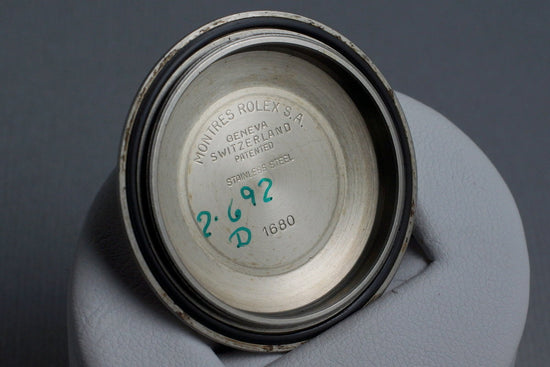 MONTRES ROLEX S.A.
GENEVA
SWITZERLAND
PATENTED
STAINLESS STEEL
2.692
D
1680